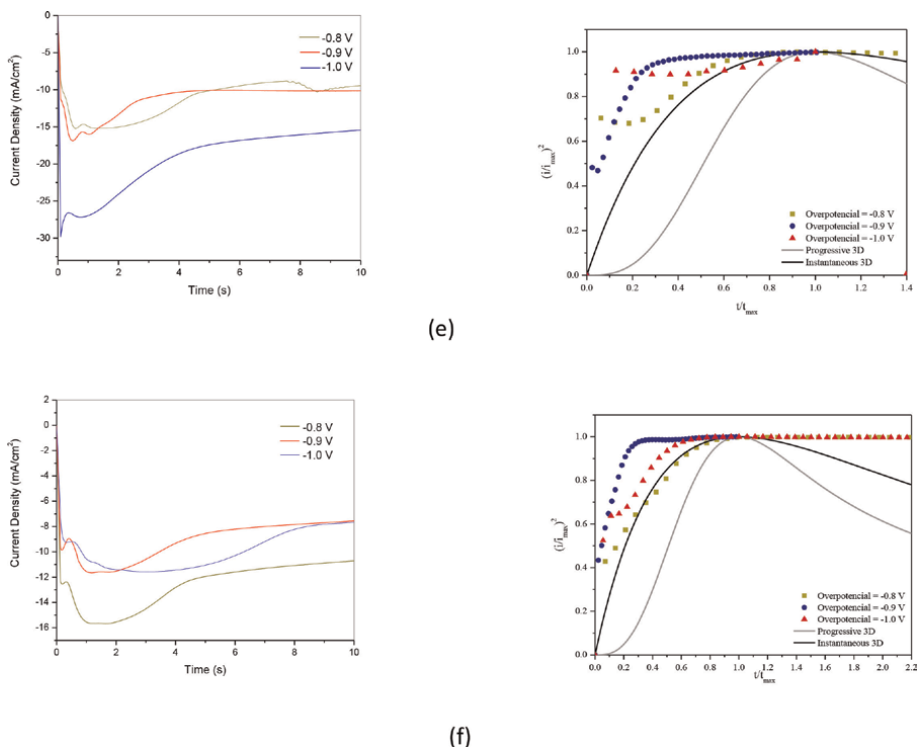 0
-5
-10
-15
-20
-25
-30
0
2
4
6
8
10
Current Density (mA/cm²)
Time (s)
-0.8 V
-0.9 V
-1.0 V
1.0
0.8
0.6
0.4
0.2
0.0
0.0
0.2
0.4
0.6
0.8
1.0
1.2
1.4
(i/iₘₐₓ)²
t/tₘₐₓ
Overpotencial = -0.8 V
Overpotencial = -0.9 V
Overpotencial = -1.0 V
Progressive 3D
Instantaneous 3D
(e)
2
0
-2
-4
-6
-8
-10
-12
-14
-16
0
2
4
6
8
10
Current Density (mA/cm²)
Time (s)
-0.8 V
-0.9 V
-1.0 V
1.0
0.8
0.6
0.4
0.2
0.0
0.0
0.2
0.4
0.6
0.8
1.0
1.2
1.4
1.6
1.8
2.0
2.2
(i/iₘₐₓ)²
t/tₘₐₓ
Overpotencial = -0.8 V
Overpotencial = -0.9 V
Overpotencial = -1.0 V
Progressive 3D
Instantaneous 3D
(f)